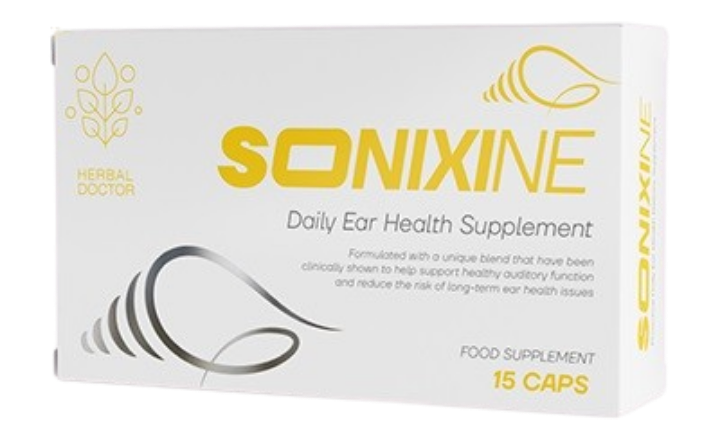 HERBAL
DOCTOR
SONIXINE
Daily Ear Health Supplement
Formulated with a unique blend that have been
clinically shown to help support healthy auditory function
and reduce the risk of long-term ear health issues
FOOD SUPPLEMENT
15 CAPS
SONIXINE